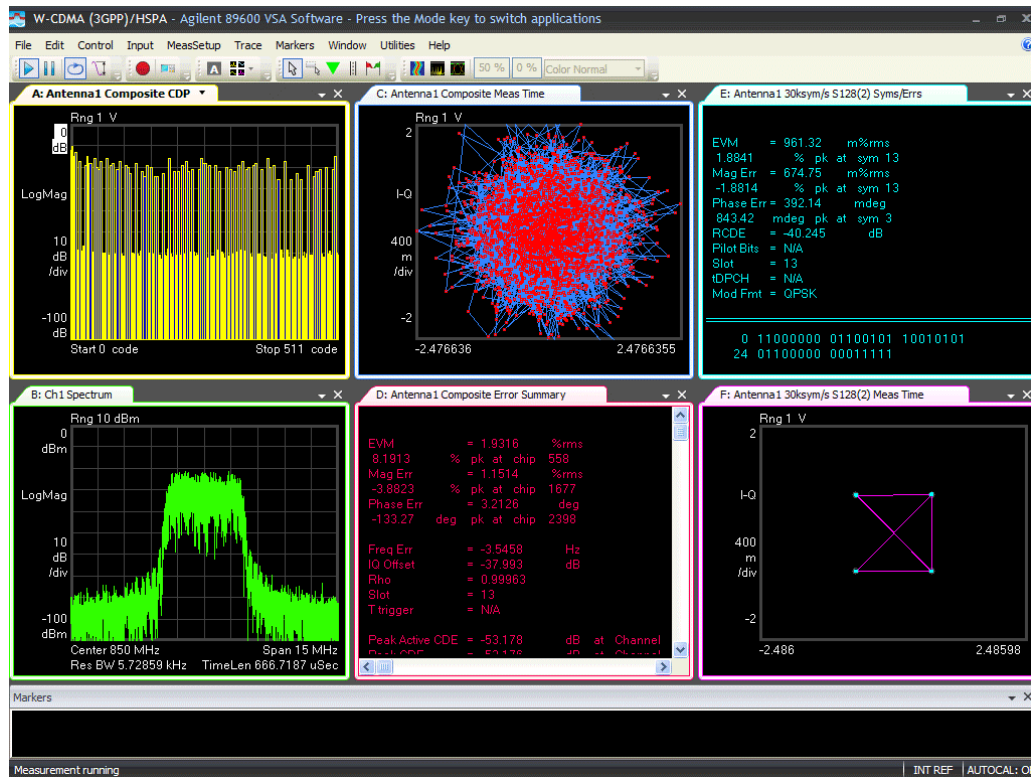 W-CDMA (3GPP)/HSPA - Agilent 89600 VSA Software - Press the Mode key to switch applications
File Edit Control Input MeasSetup Trace Markers Window Utilities Help
A 50 % 0 % Color Normal
A: Antenna1 Composite CDP
Rng 1 V
0
dB
LogMag
10
dB
/div
-100
dB
Start 0 code Stop 511 code
C: Antenna1 Composite Meas Time
Rng 1 V
2
I-Q
400
m
/div
-2
-2.476636 2.4766355
E: Antenna1 30ksym/s S128(2) Syms/Errs
EVM = 961.32 m%rms
1.8841 % pk at sym 13
Mag Err = 674.75 m%rms
-1.8814 % pk at sym 13
Phase Err = 392.14 mdeg
843.42 mdeg pk at sym 3
RCDE = -40.245 dB
Pilot Bits = N/A
Slot = 13
tDPCH = N/A
Mod Fmt = QPSK
0 11000000 01100101 10010101
24 01100000 00011111
B: Ch1 Spectrum
Rng 10 dBm
0
dBm
LogMag
10
dB
/div
-100
dBm
Center 850 MHz Span 15 MHz
Res BW 5.72859 kHz TimeLen 666.7187 uSec
D: Antenna1 Composite Error Summary
EVM = 1.9316 %rms
8.1913 % pk at chip 558
Mag Err = 1.1514 %rms
-3.8823 % pk at chip 1677
Phase Err = 3.2126 deg
-133.27 deg pk at chip 2398
Freq Err = -3.5458 Hz
IQ Offset = -37.993 dB
Rho = 0.99963
Slot = 13
T trigger = N/A
Peak Active CDE = -53.178 dB at Channel
F: Antenna1 30ksym/s S128(2) Meas Time
Rng 1 V
2
I-Q
400
m
/div
-2
-2.486 2.48598
Markers
Measurement running INT REF AUTOCAL: